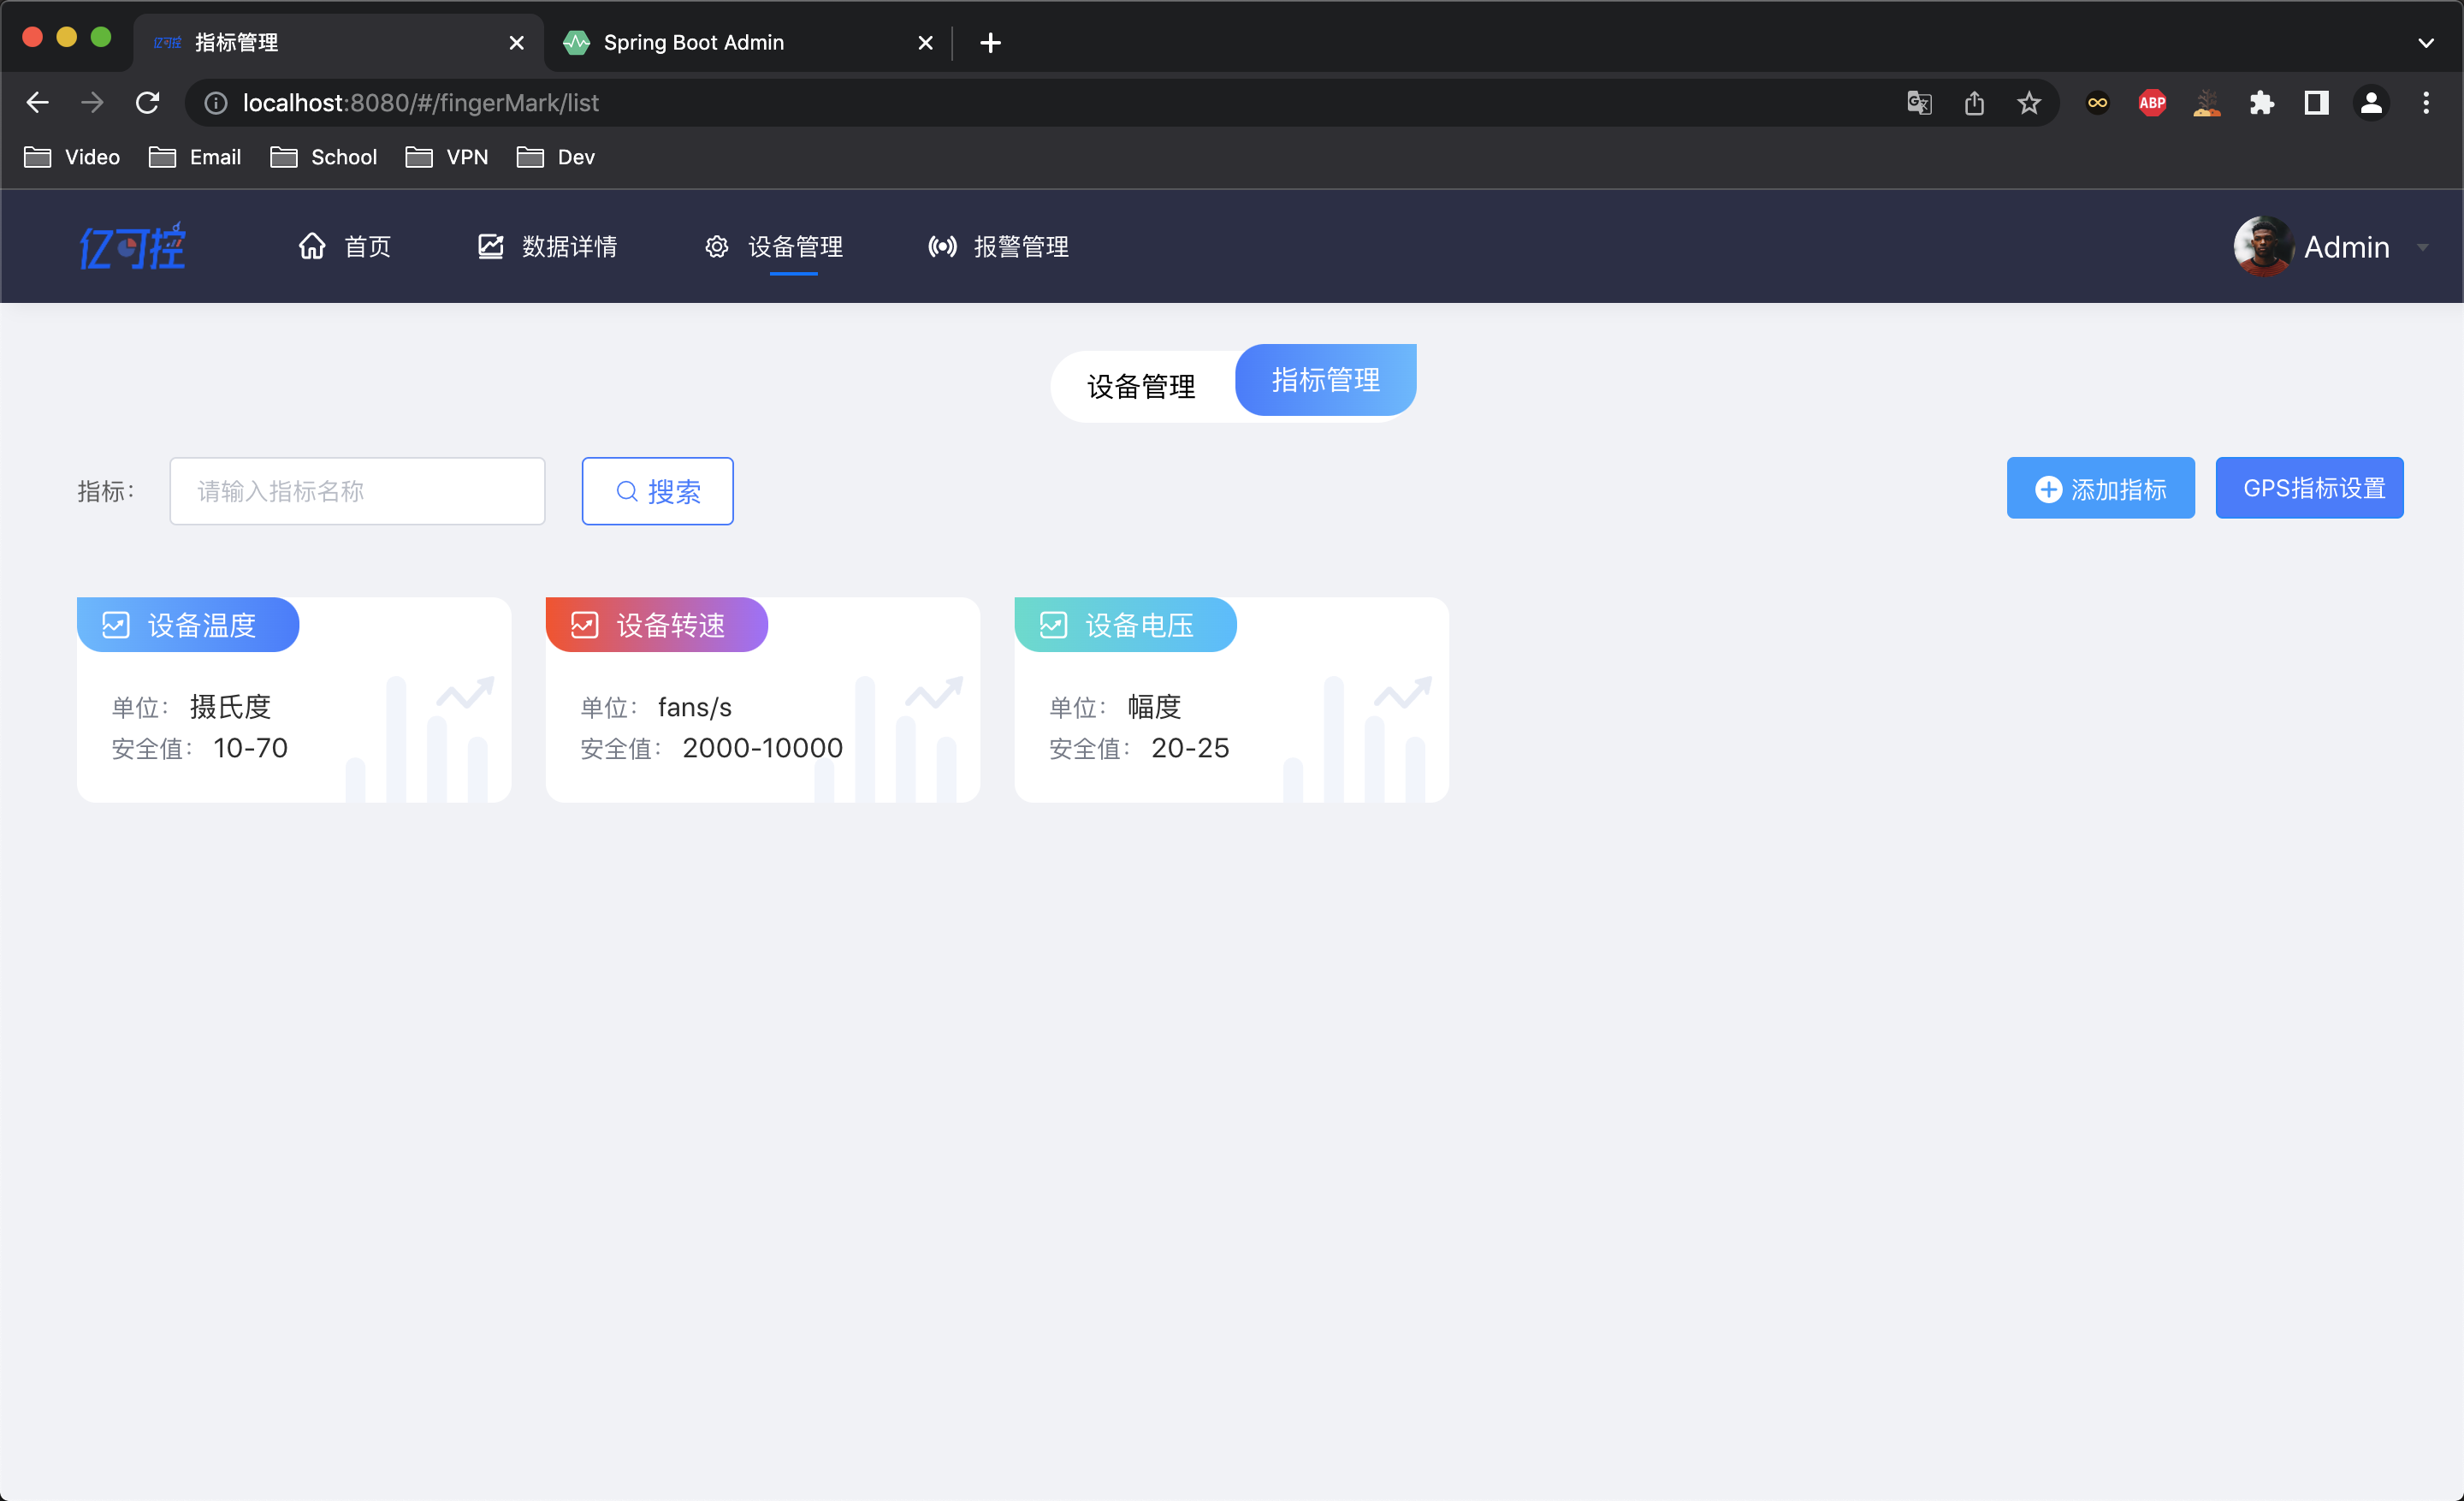 亿可控 指标管理
Spring Boot Admin
localhost:8080/#/fingerMark/list
ABP
Video Email School VPN Dev
亿可控 首页 数据详情 设备管理 报警管理 Admin
设备管理 指标管理
指标： 请输入指标名称 搜索 添加指标 GPS指标设置
设备温度
单位： 摄氏度
安全值： 10-70
设备转速
单位： fans/s
安全值： 2000-10000
设备电压
单位： 幅度
安全值： 20-25